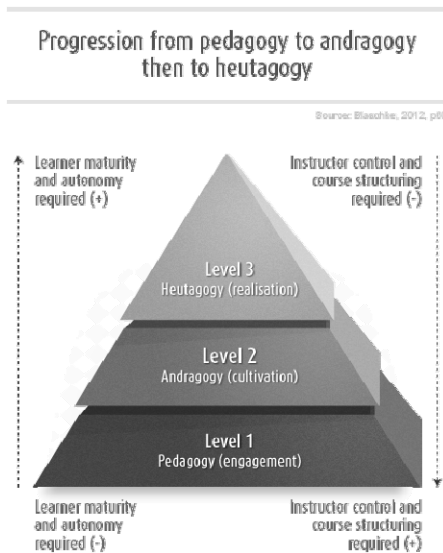 Progression from pedagogy to andragogy
then to heutagogy
Source: Blaschke, 2012, p6
Learner maturity
and autonomy
required (+)
Instructor control and
course structuring
required (-)
Level 3
Heutagogy (realisation)
Level 2
Andragogy (cultivation)
Level 1
Pedagogy (engagement)
Learner maturity
and autonomy
required (-)
Instructor control and
course structuring
required (+)